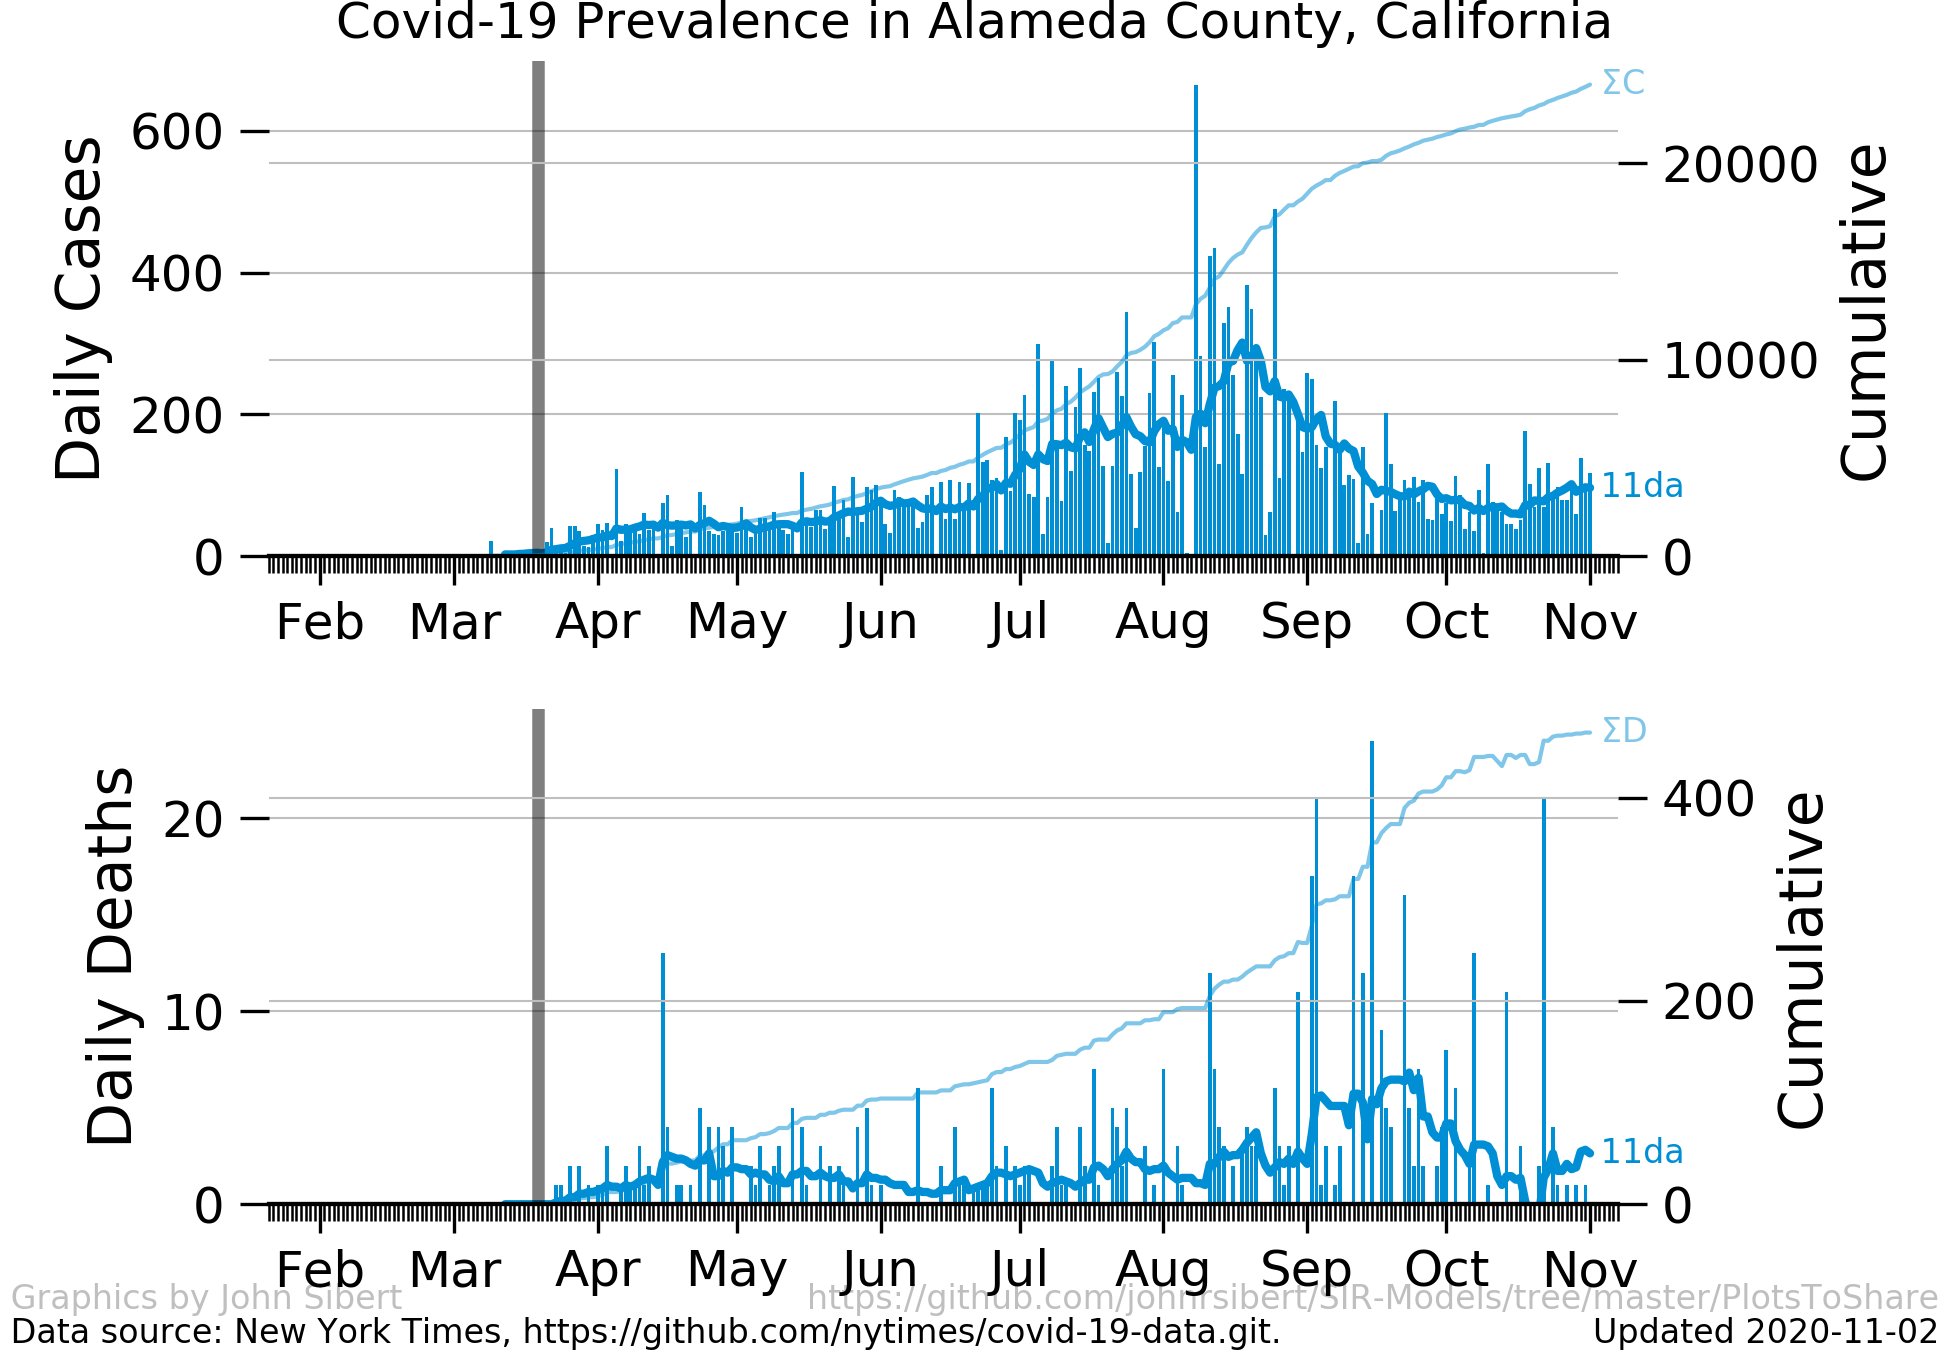 Covid-19 Prevalence in Alameda County, California
Daily Cases
600
400
200
0
ΣC
20000
10000
0
11da
Cumulative
Feb Mar Apr May Jun Jul Aug Sep Oct Nov
Daily Deaths
20
10
0
ΣD
400
200
0
11da
Cumulative
Feb Mar Apr May Jun Jul Aug Sep Oct Nov
Graphics by John Sibert https://github.com/johnrsibert/SIR-Models/tree/master/PlotsToShare
Data source: New York Times, https://github.com/nytimes/covid-19-data.git. Updated 2020-11-02